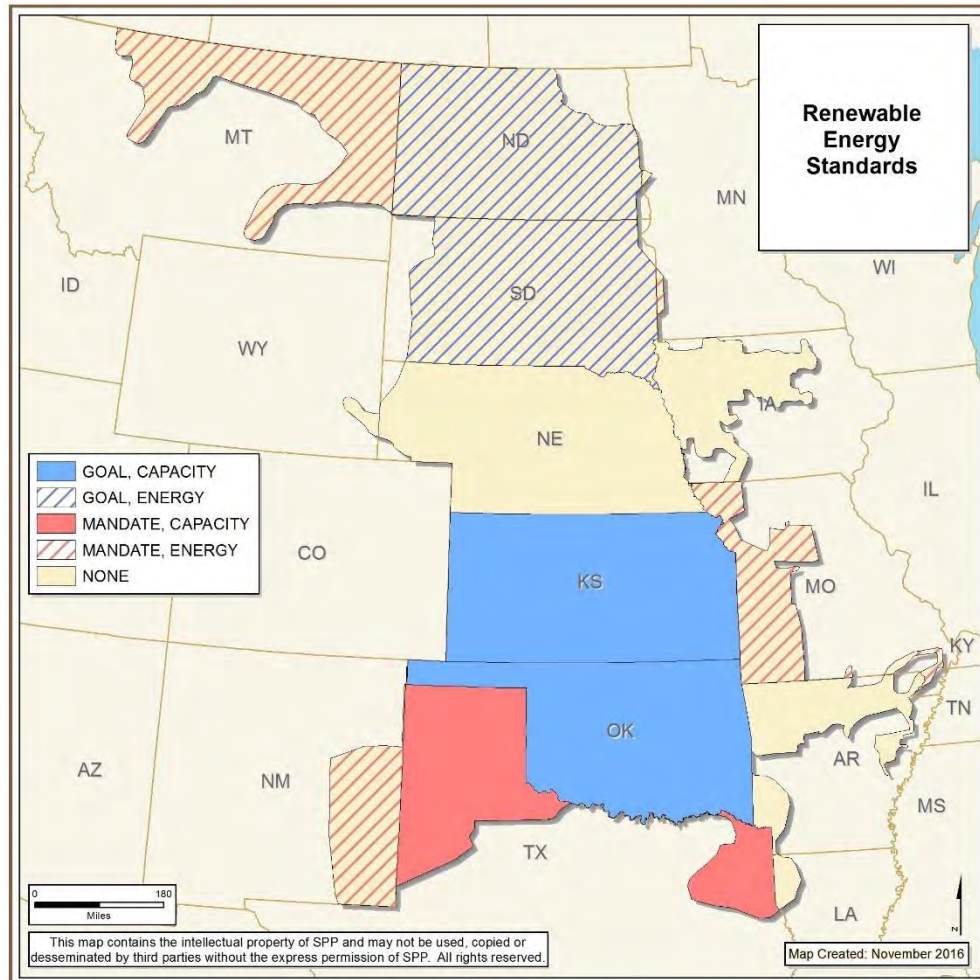 Renewable
Energy
Standards
MT
ND
MN
ID
SD
WI
WY
IA
NE
GOAL, CAPACITY
GOAL, ENERGY
MANDATE, CAPACITY
MANDATE, ENERGY
NONE
IL
CO
KS
MO
KY
TN
OK
AZ
NM
AR
MS
TX
LA
0 180
Miles
N
This map contains the intellectual property of SPP and may not be used, copied or
desseminated by third parties without the express permission of SPP. All rights reserved.
Map Created: November 2016